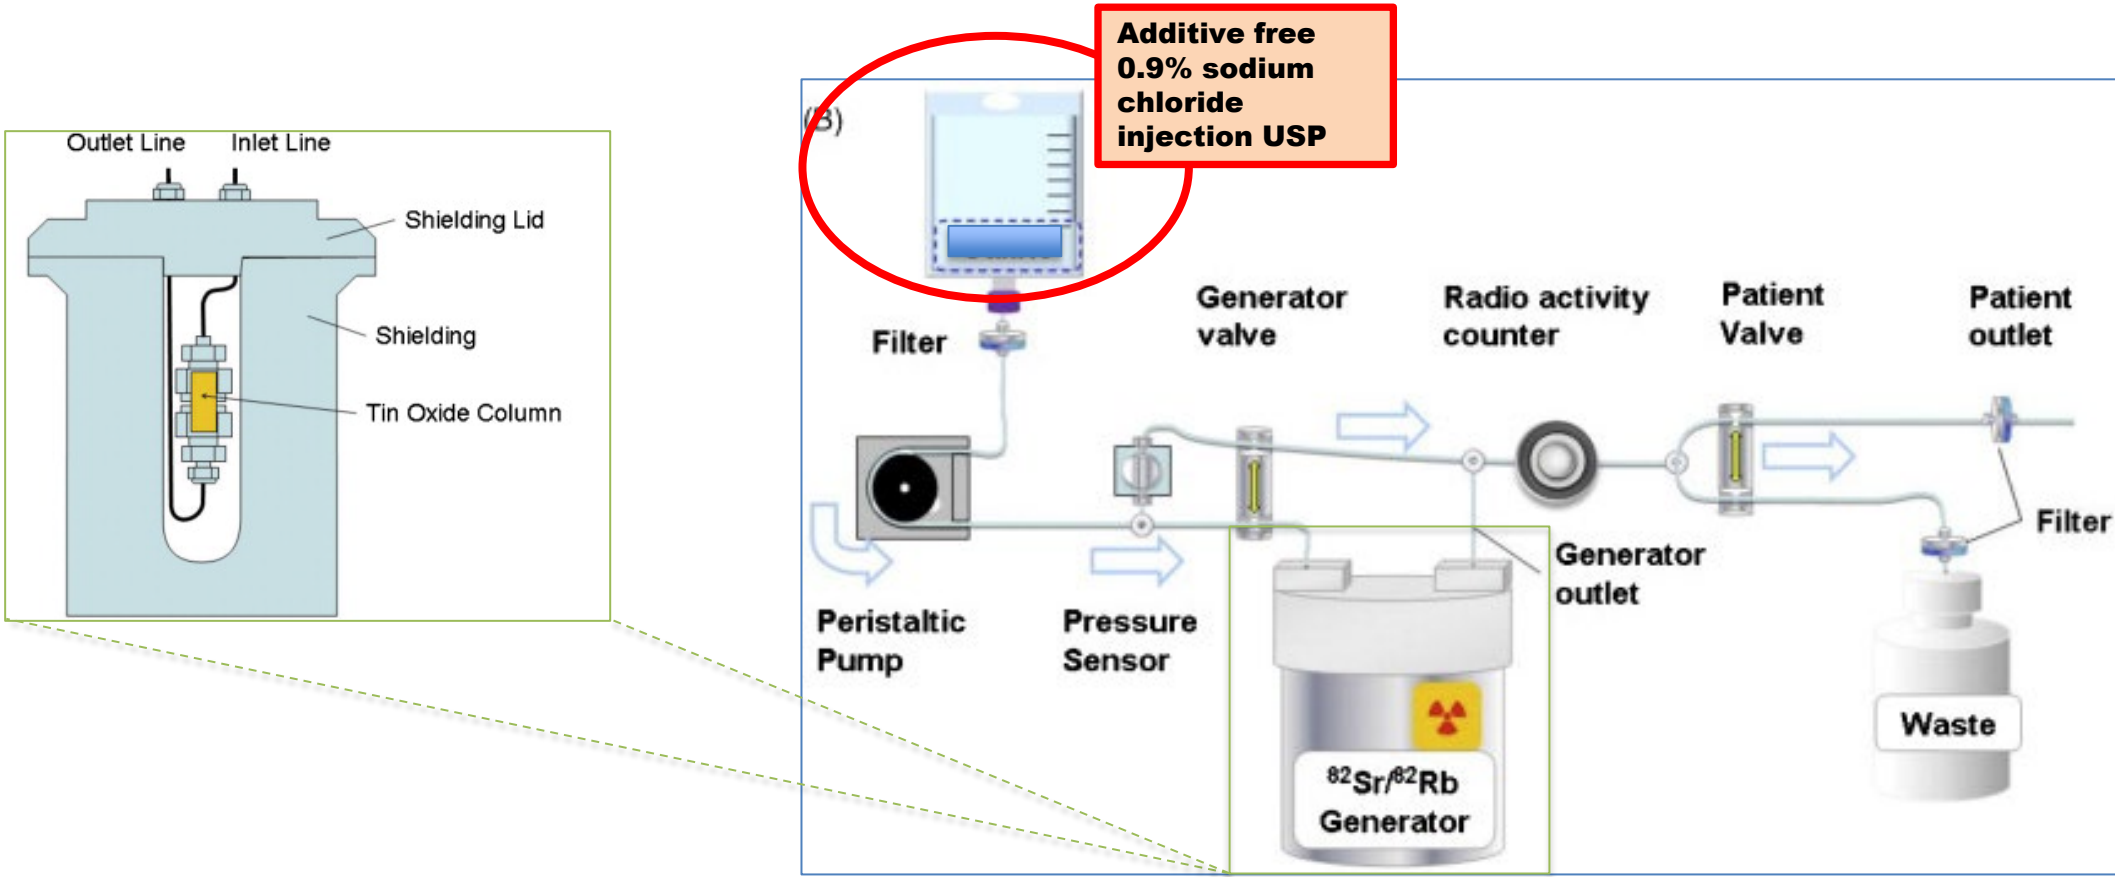 Outlet Line
Inlet Line
Shielding Lid
Shielding
Tin Oxide Column
(B)
Additive free
0.9% sodium
chloride
injection USP
Filter
Generator
valve
Radio activity
counter
Patient
Valve
Patient
outlet
Filter
Generator
outlet
Peristaltic
Pump
Pressure
Sensor
⁸²Sr/⁸²Rb
Generator
Waste